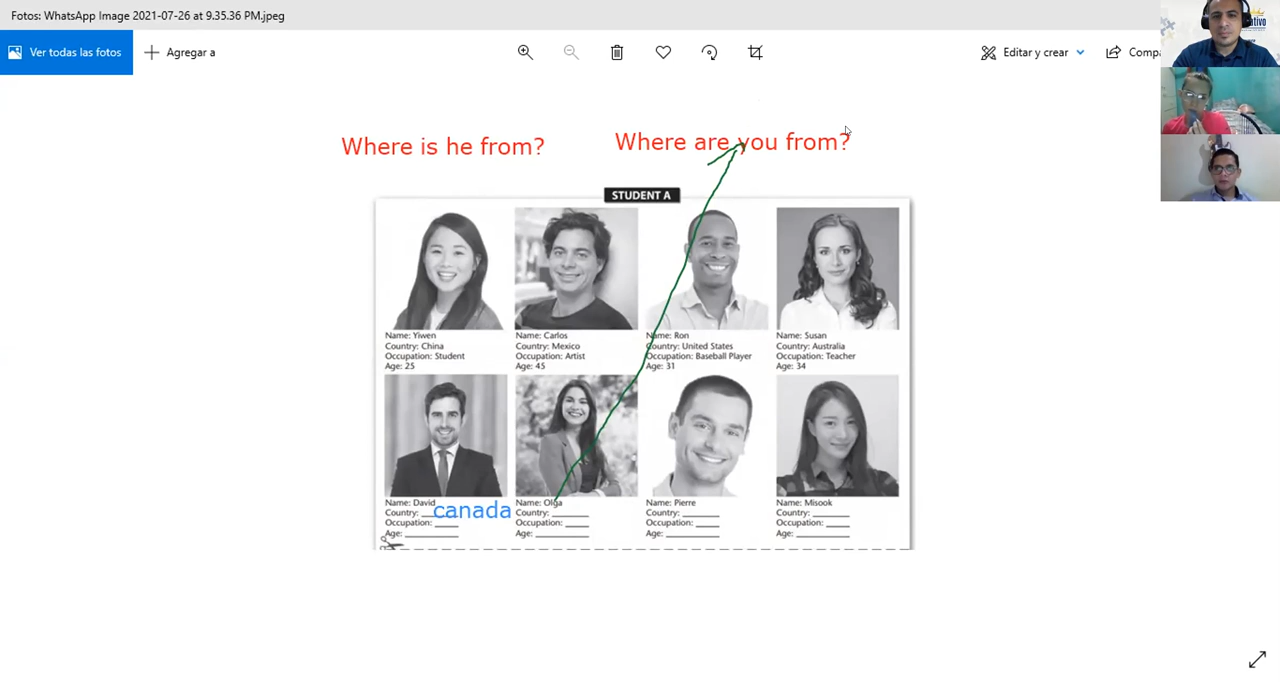 Fotos: WhatsApp Image 2021-07-26 at 9.35.36 PM.jpeg
Ver todas las fotos
Agregar a
Editar y crear
Where is he from?
Where are you from?
STUDENT A
Name: Yiwen
Country: China
Occupation: Student
Age: 25
Name: Carlos
Country: Mexico
Occupation: Artist
Age: 45
Name: Ron
Country: United States
Occupation: Baseball Player
Age: 31
Name: Susan
Country: Australia
Occupation: Teacher
Age: 34
Name: David
Country: canada
Occupation:
Age:
Name: Olga
Country:
Occupation:
Age:
Name: Pierre
Country:
Occupation:
Age:
Name: Misook
Country:
Occupation:
Age: